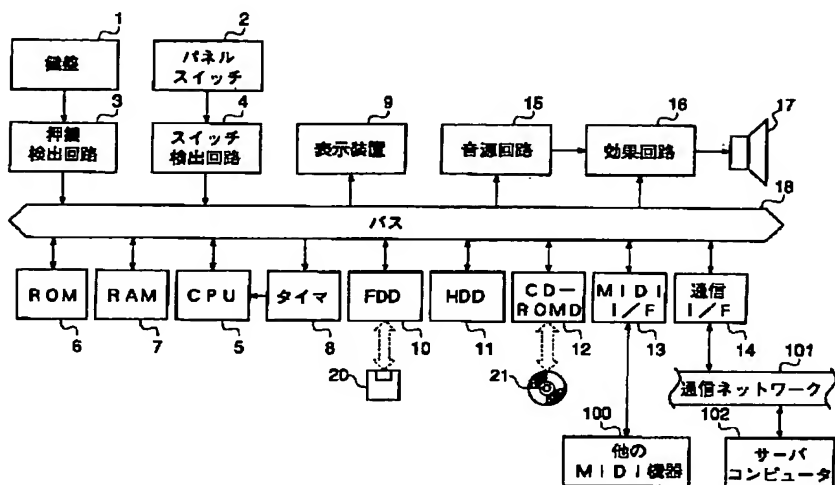 1
2
鍵盤
パネル
スイッチ
3
4
9
15
16
17
押鍵
検出回路
スイッチ
検出回路
表示装置
音源回路
効果回路
18
バス
ROM
RAM
CPU
タイマ
FDD
HDD
CD-
ROMD
MIDI
I/F
通信
I/F
6
7
5
8
10
11
12
13
14
101
20
21
通信ネットワーク
100
102
他の
MIDI機器
サーバ
コンピュータ